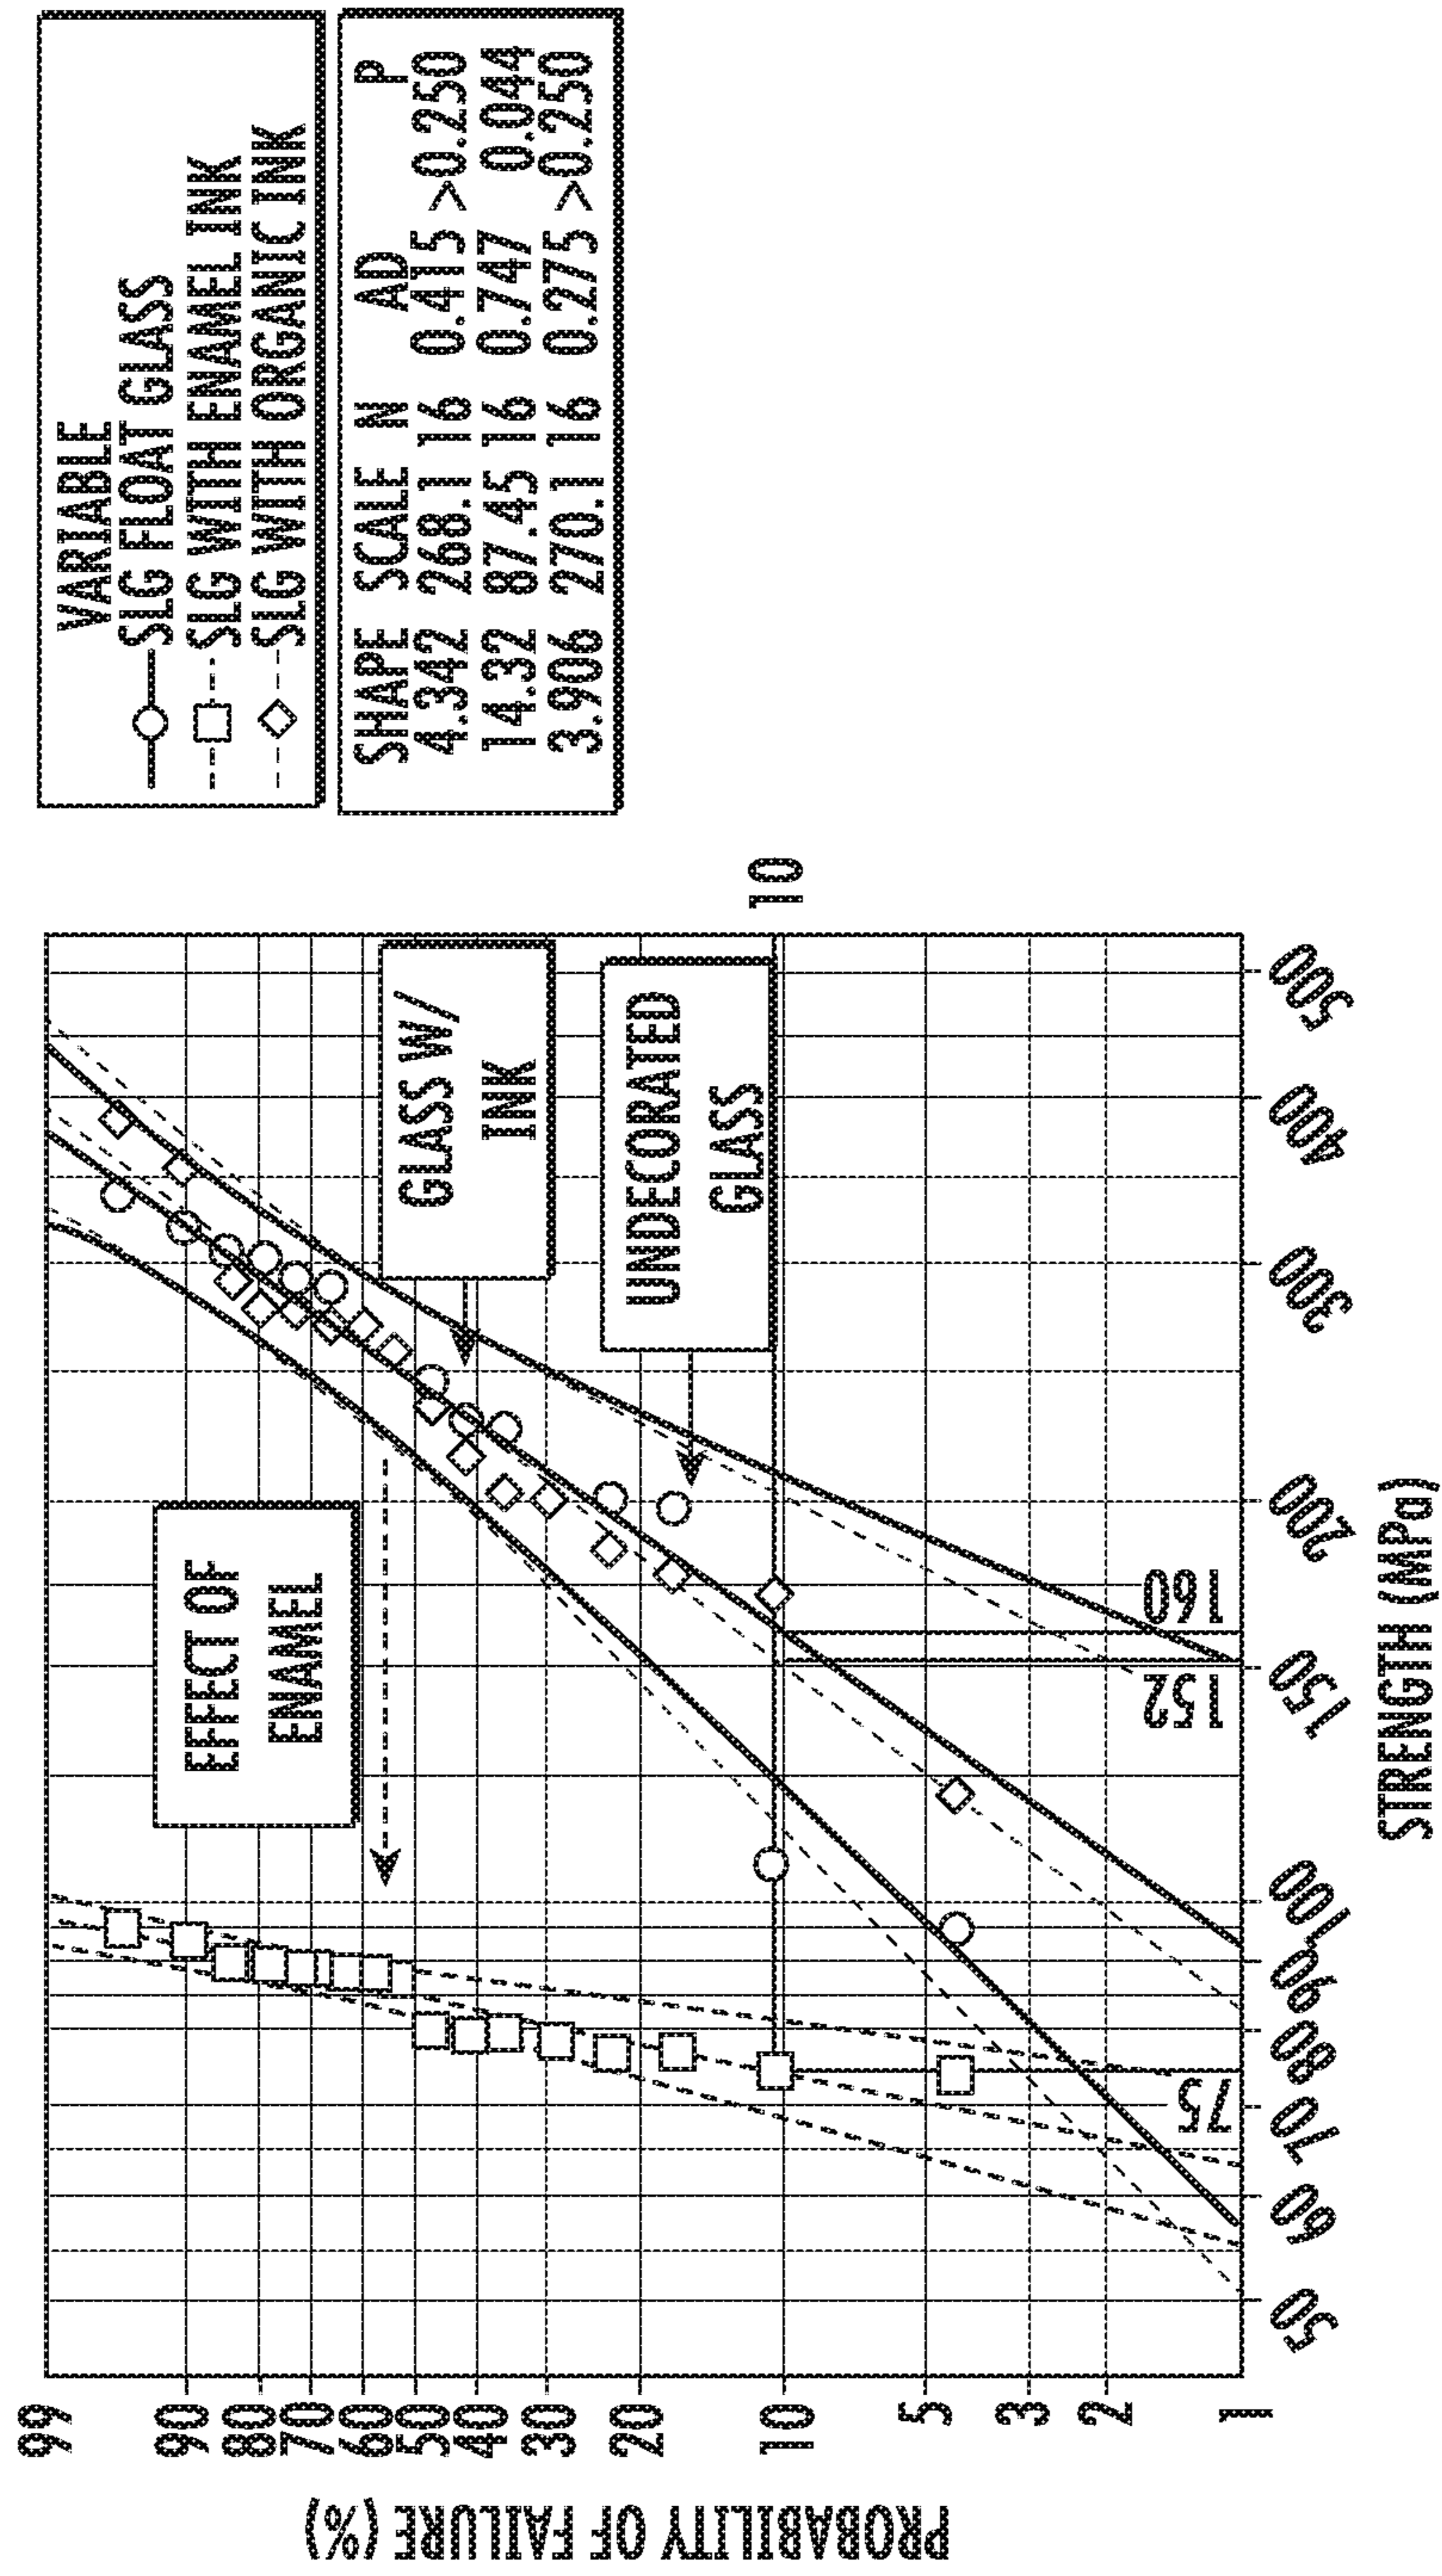 PROBABILITY OF FAILURE (%)
99
90
80
70
60
50
40
30
20
10
5
3
2
1
EFFECT OF
ENAMEL
GLASS W/
INK
UNDECORATED
GLASS
10
75
152
160
50
60
70
80
90
100
150
200
300
400
500
STRENGTH (MPa)
VARIABLE
SLG FLOAT GLASS
SLG WITH ENAMEL INK
SLG WITH ORGANIC INK
SHAPE SCALE N AD P
4.342 268.1 16 0.415 >0.250
14.32 87.45 16 0.747 0.044
3.906 270.1 16 0.275 >0.250